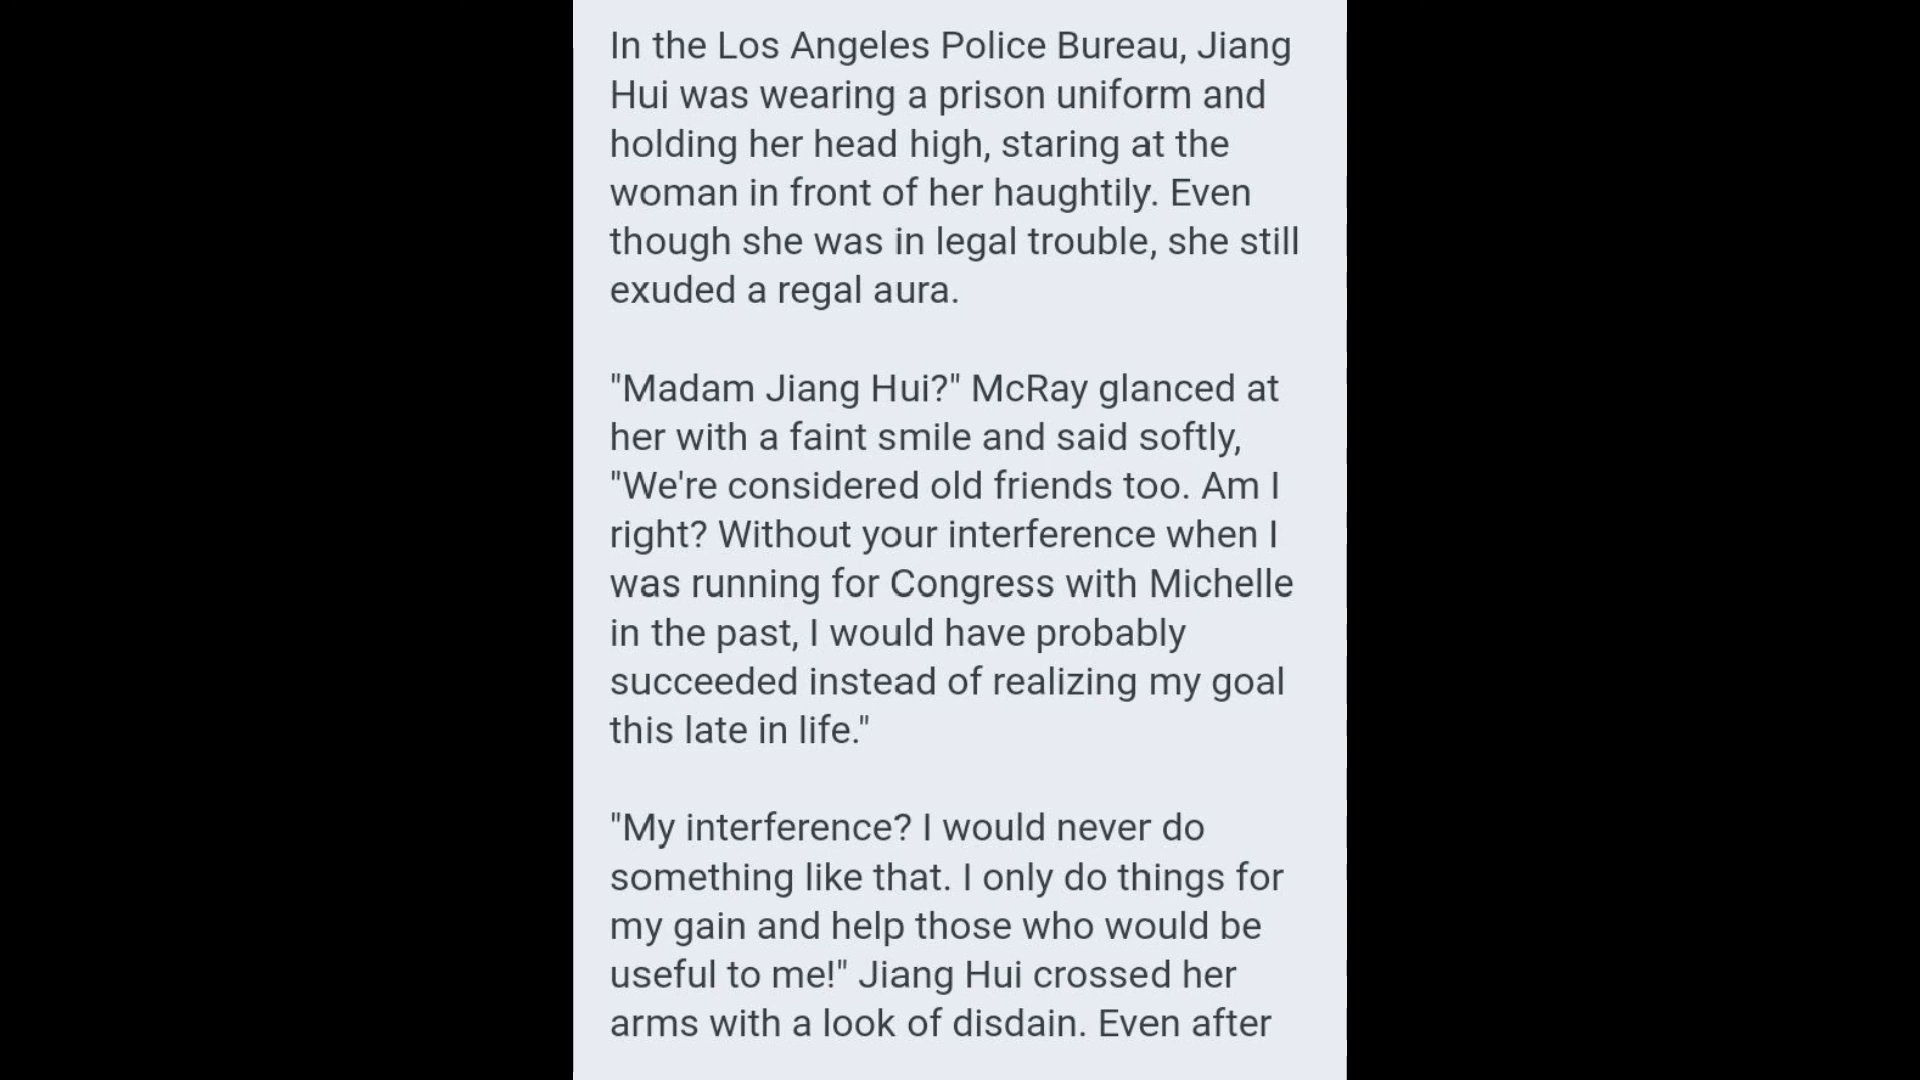 In the Los Angeles Police Bureau, Jiang
Hui was wearing a prison uniform and
holding her head high, staring at the
woman in front of her haughtily. Even
though she was in legal trouble, she still
exuded a regal aura.
"Madam Jiang Hui?" McRay glanced at
her with a faint smile and said softly,
"We're considered old friends too. Am I
right? Without your interference when I
was running for Congress with Michelle
in the past, I would have probably
succeeded instead of realizing my goal
this late in life."
"My interference? I would never do
something like that. I only do things for
my gain and help those who would be
useful to me!" Jiang Hui crossed her
arms with a look of disdain. Even after